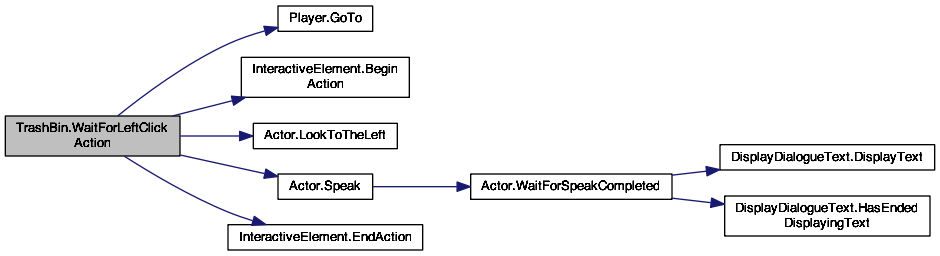 Player.GoTo
InteractiveElement.Begin
Action
TrashBin.WaitForLeftClick
Action
Actor.LookToTheLeft
Actor.Speak
Actor.WaitForSpeakCompleted
DisplayDialogueText.DisplayText
DisplayDialogueText.HasEnded
DisplayingText
InteractiveElement.EndAction